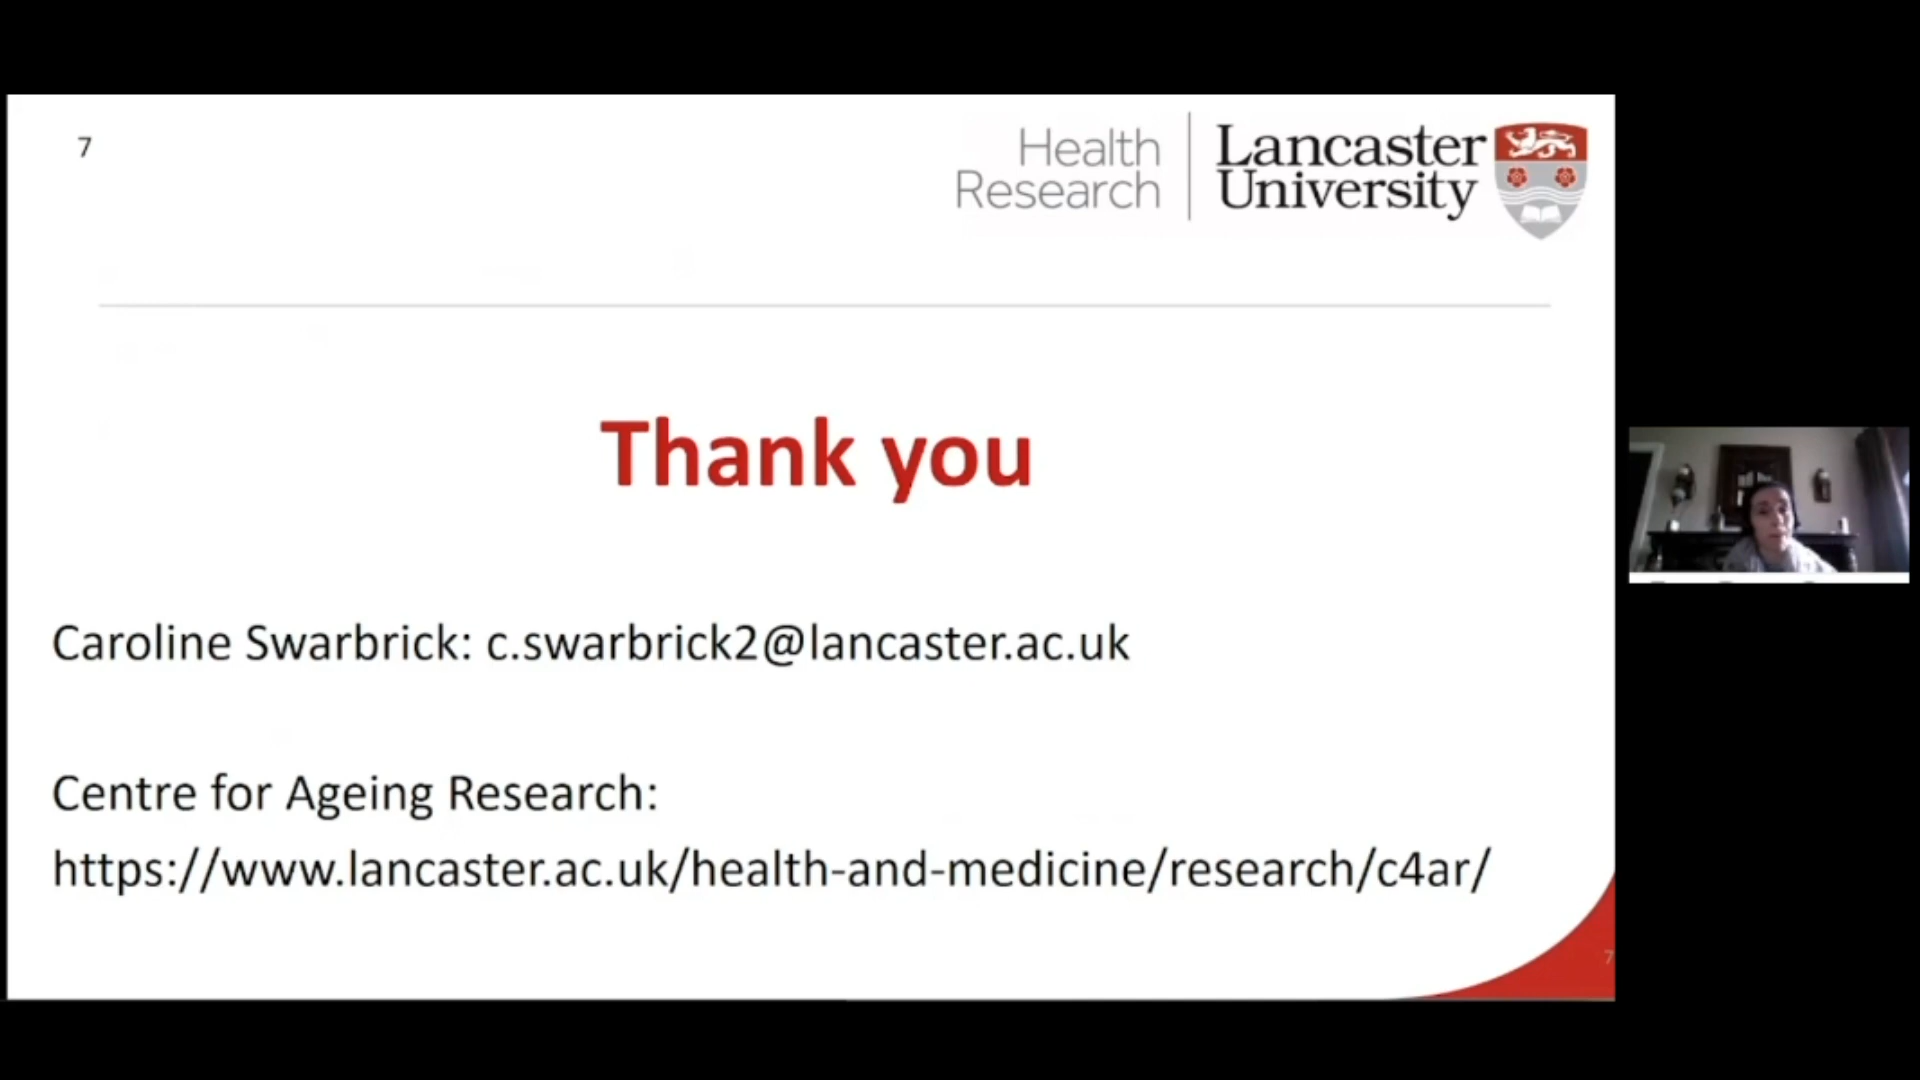 7
Health
Research
Lancaster
University
Thank you
Caroline Swarbrick: c.swarbrick2@lancaster.ac.uk
Centre for Ageing Research:
https://www.lancaster.ac.uk/health-and-medicine/research/c4ar/
7